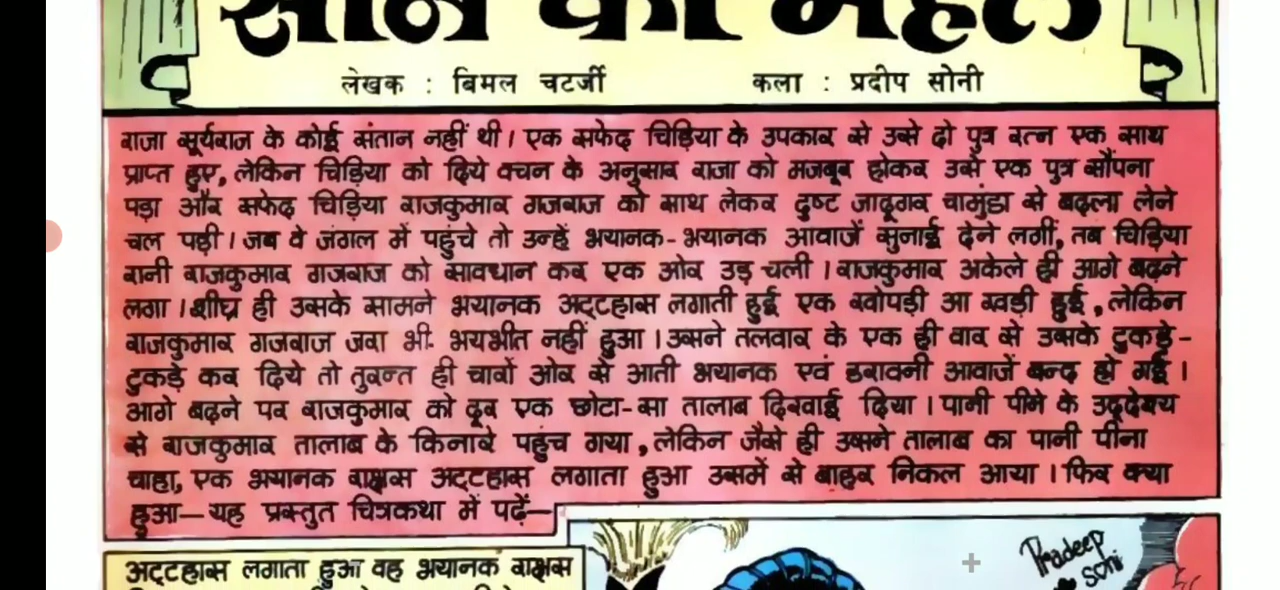 सोने का महल
लेखक : बिमल चटर्जी
कला : प्रदीप सोनी
राजा सूर्यराज के कोई संतान नहीं थी। एक सफेद चिड़िया के उपकार से उसे दो पुत्र रत्न एक साथ
प्राप्त हुए, लेकिन चिड़िया को दिये वचन के अनुसार राजा को मजबूर होकर उसे एक पुत्र सौंपना
पड़ा और सफेद चिड़िया राजकुमार गजराज को साथ लेकर दुष्ट जादूगर चामुंडा से बदला लेने
चल पड़ी। जब वे जंगल में पहुंचे तो उन्हें भयानक-भयानक आवाजें सुनाई देने लगीं, तब चिड़िया
रानी राजकुमार गजराज को सावधान कर एक ओर उड़ चली। राजकुमार अकेले ही आगे बढ़ने
लगा। शीघ्र ही उसके सामने भयानक अट्टहास लगाती हुई एक खोपड़ी आ खड़ी हुई, लेकिन
राजकुमार गजराज जरा भी भयभीत नहीं हुआ। उसने तलवार के एक ही वार से उसके टुकड़े-
टुकड़े कर दिये तो तुरन्त ही चारों ओर से आती भयानक एवं डरावनी आवाजें बन्द हो गई।
आगे बढ़ने पर राजकुमार को दूर एक छोटा-सा तालाब दिखाई दिया। पानी पीने के उद्देश्य
से राजकुमार तालाब के किनारे पहुंच गया, लेकिन जैसे ही उसने तालाब का पानी पीना
चाहा, एक भयानक राक्षस अट्टहास लगाता हुआ उसमें से बाहर निकल आया। फिर क्या
हुआ—यह प्रस्तुत चित्रकथा में पढ़ें—
अट्टहास लगाता हुआ वह भयानक राक्षस
Pradeep
soni